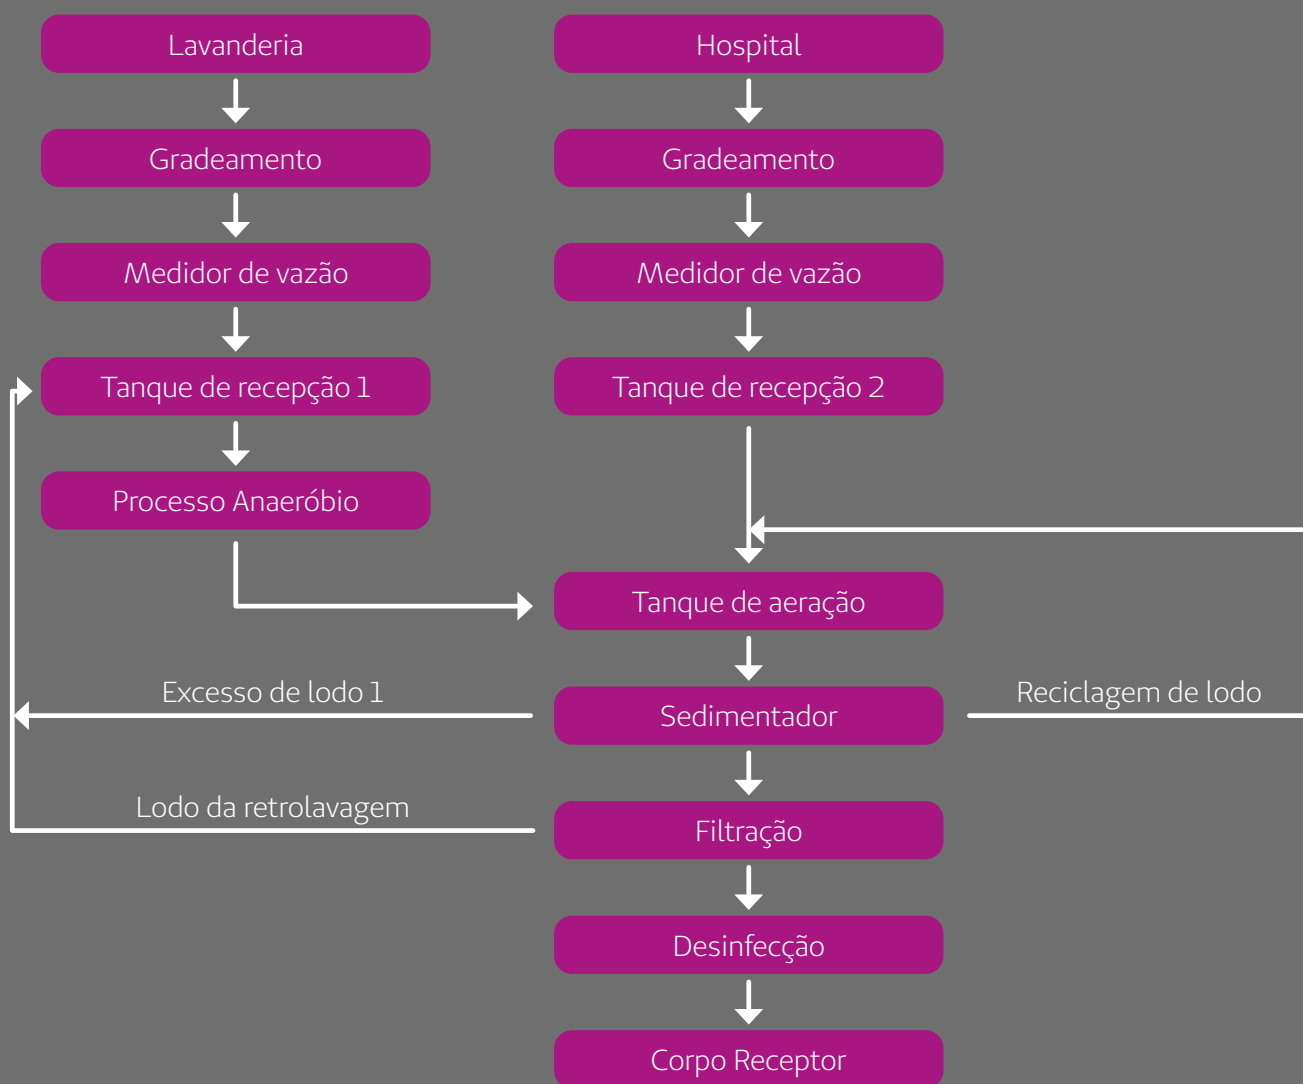 Lavanderia
Hospital
Gradeamento
Gradeamento
Medidor de vazão
Medidor de vazão
Tanque de recepção 1
Tanque de recepção 2
Processo Anaeróbio
Tanque de aeração
Excesso de lodo 1
Sedimentador
Reciclagem de lodo
Lodo da retrolavagem
Filtração
Desinfecção
Corpo Receptor